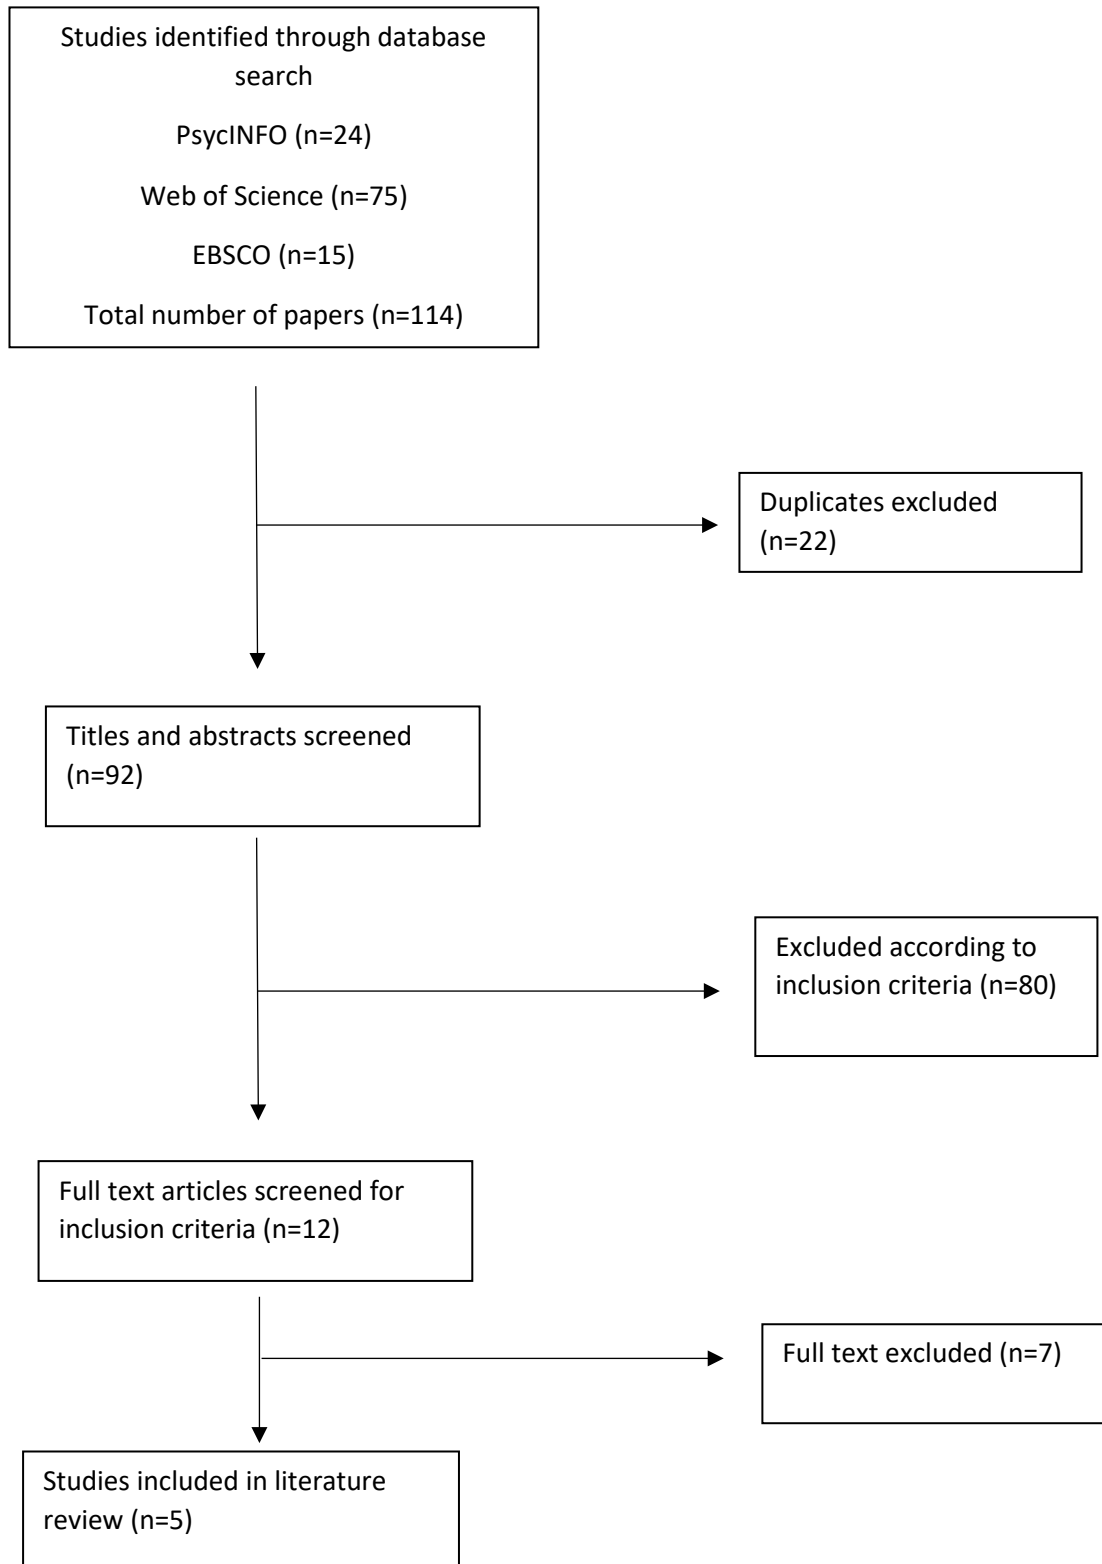 Studies identified through database
search
PsycINFO (n=24)
Web of Science (n=75)
EBSCO (n=15)
Total number of papers (n=114)
Duplicates excluded
(n=22)
Titles and abstracts screened
(n=92)
Excluded according to
inclusion criteria (n=80)
Full text articles screened for
inclusion criteria (n=12)
Full text excluded (n=7)
Studies included in literature
review (n=5)